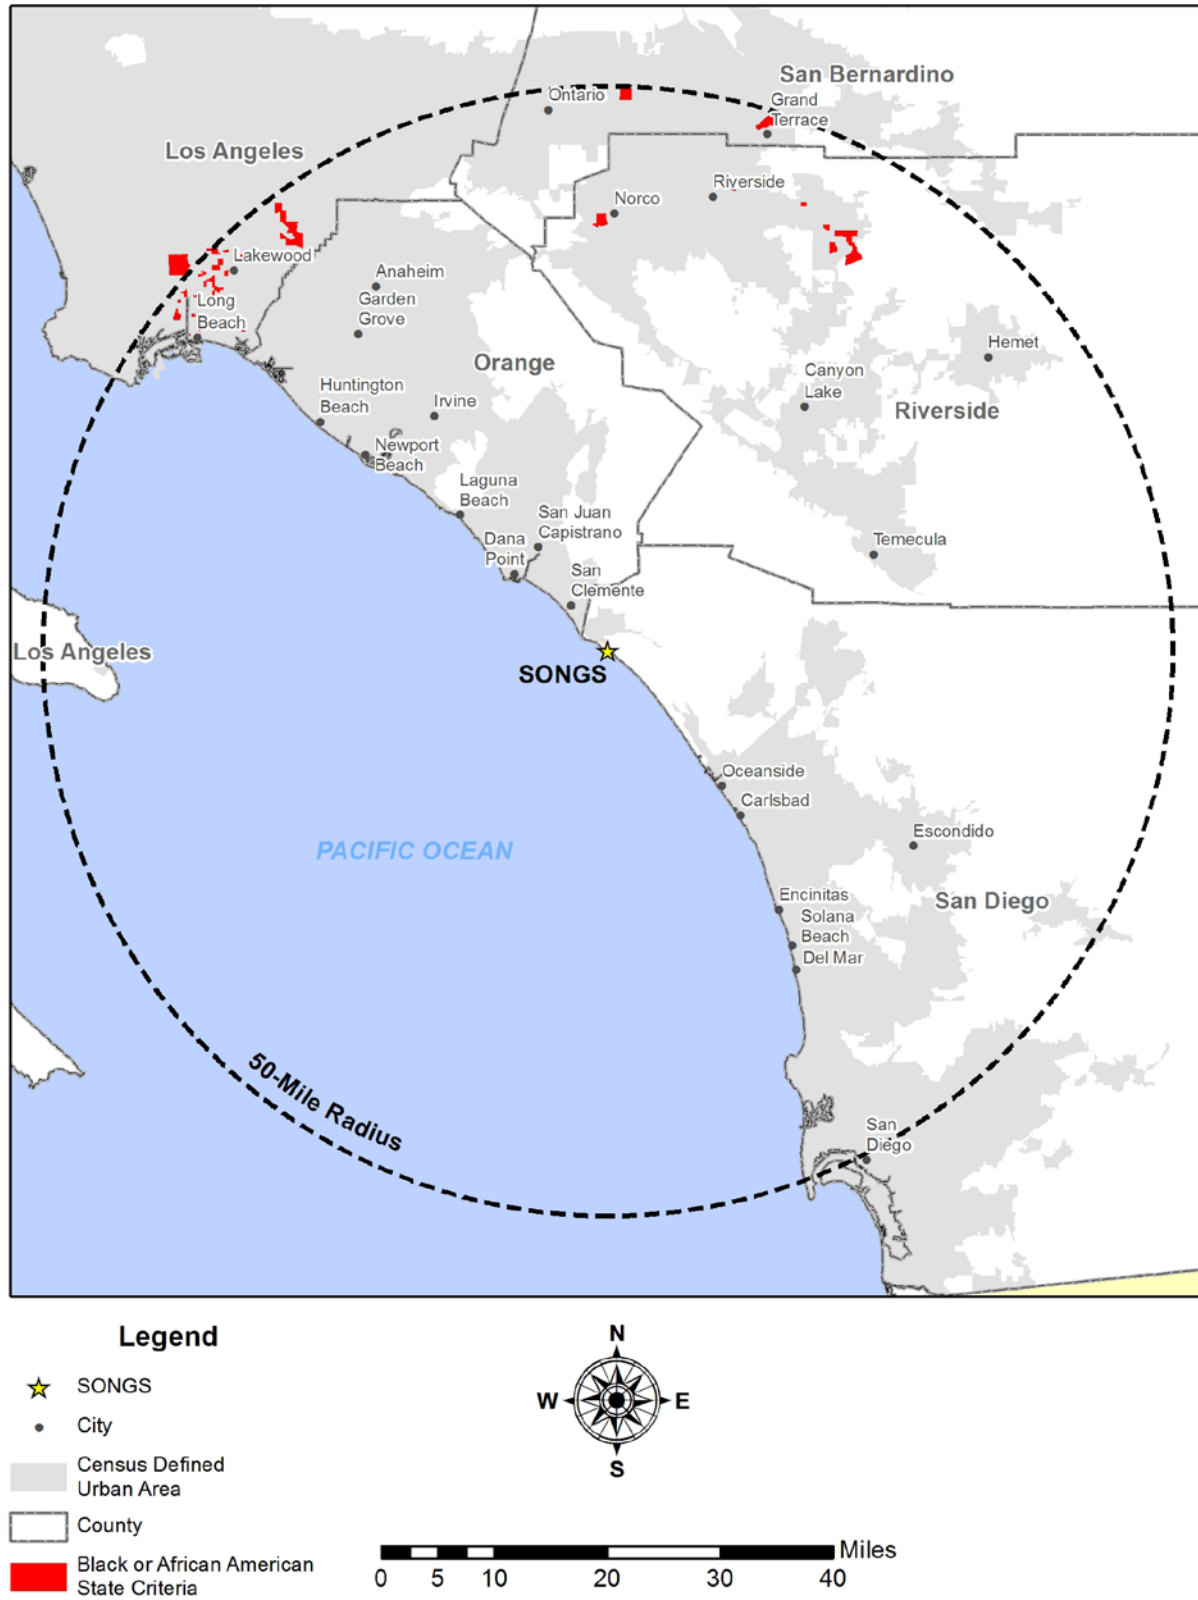 San Bernardino
Ontario
Grand
Terrace
Los Angeles
Riverside
Norco
Lakewood
Anaheim
Long
Beach
Garden
Grove
Hemet
Orange
Canyon
Lake
Huntington
Beach
Irvine
Riverside
Newport
Beach
Laguna
Beach
San Juan
Capistrano
Dana
Point
Temecula
San
Clemente
Los Angeles
SONGS
Oceanside
Carlsbad
Escondido
PACIFIC OCEAN
Encinitas
San Diego
Solana
Beach
Del Mar
50-Mile Radius
San
Diego
Legend
SONGS
City
Census Defined
Urban Area
County
Black or African American
State Criteria
N
W E
S
Miles
0 5 10 20 30 40